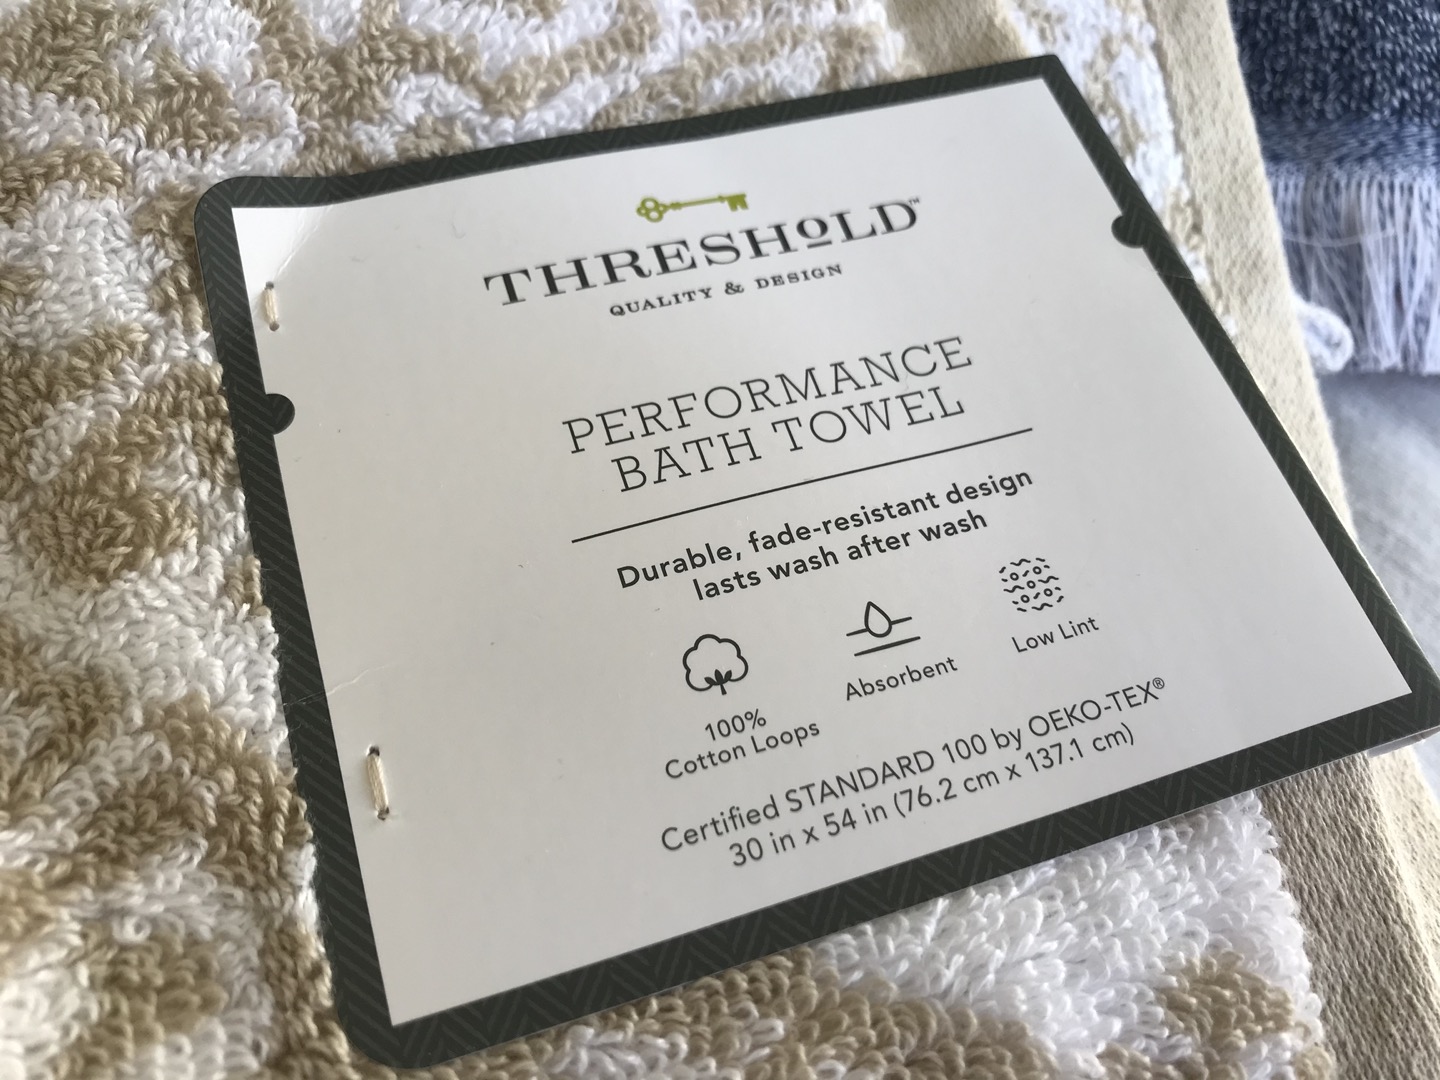 THRESHOLD™
QUALITY & DESIGN
PERFORMANCE
BATH TOWEL
Durable, fade-resistant design
lasts wash after wash
100%
Cotton Loops
Absorbent
Low Lint
Certified STANDARD 100 by OEKO-TEX®
30 in x 54 in (76.2 cm x 137.1 cm)